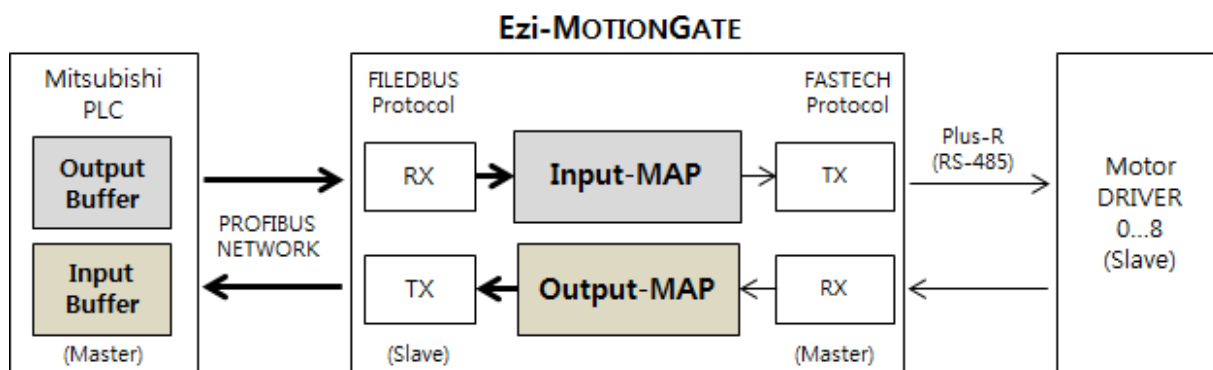 Ezi-MOTIONGATE
Mitsubishi
PLC
Output
Buffer
Input
Buffer
(Master)
PROFIBUS
NETWORK
FILEDBUS
Protocol
FASTECH
Protocol
RX
Input-MAP
TX
TX
Output-MAP
RX
(Slave)
(Master)
Plus-R
(RS-485)
Motor
DRIVER
0...8
(Slave)